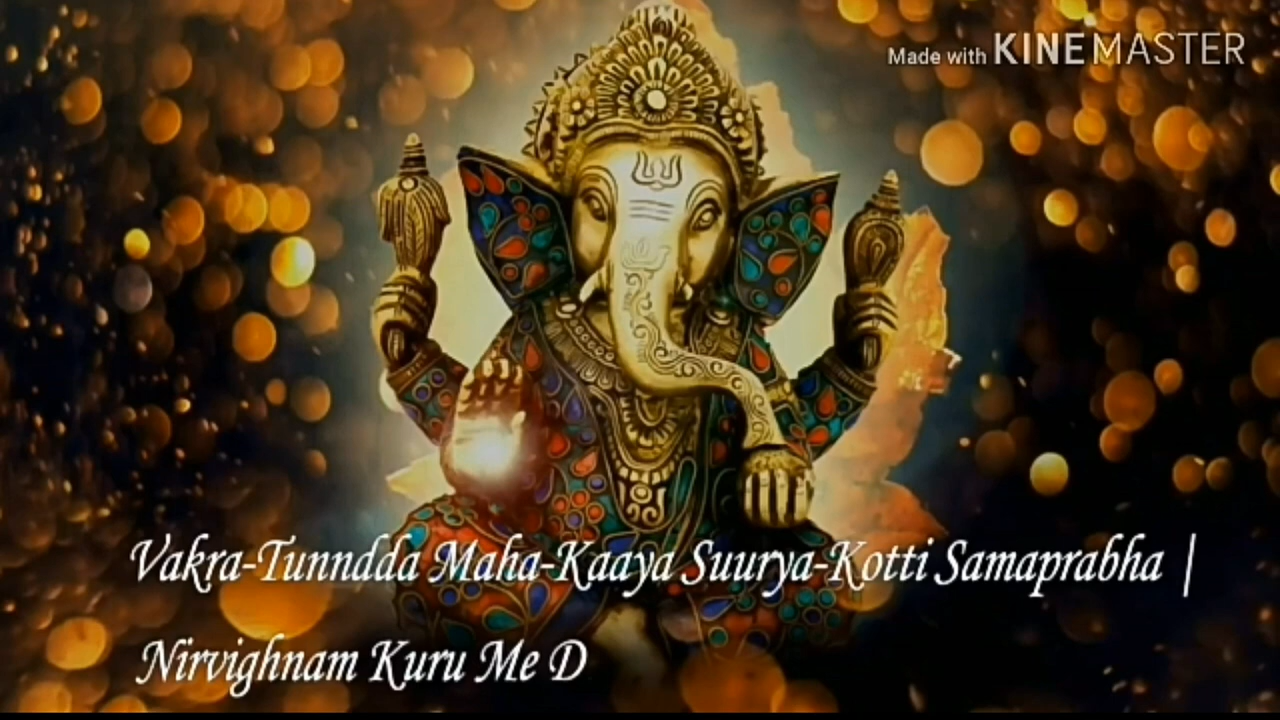 Made with KINEMASTER
Vakra-Tunndda Maha-Kaaya Suurya-Kotti Samaprabha |
Nirvighnam Kuru Me D